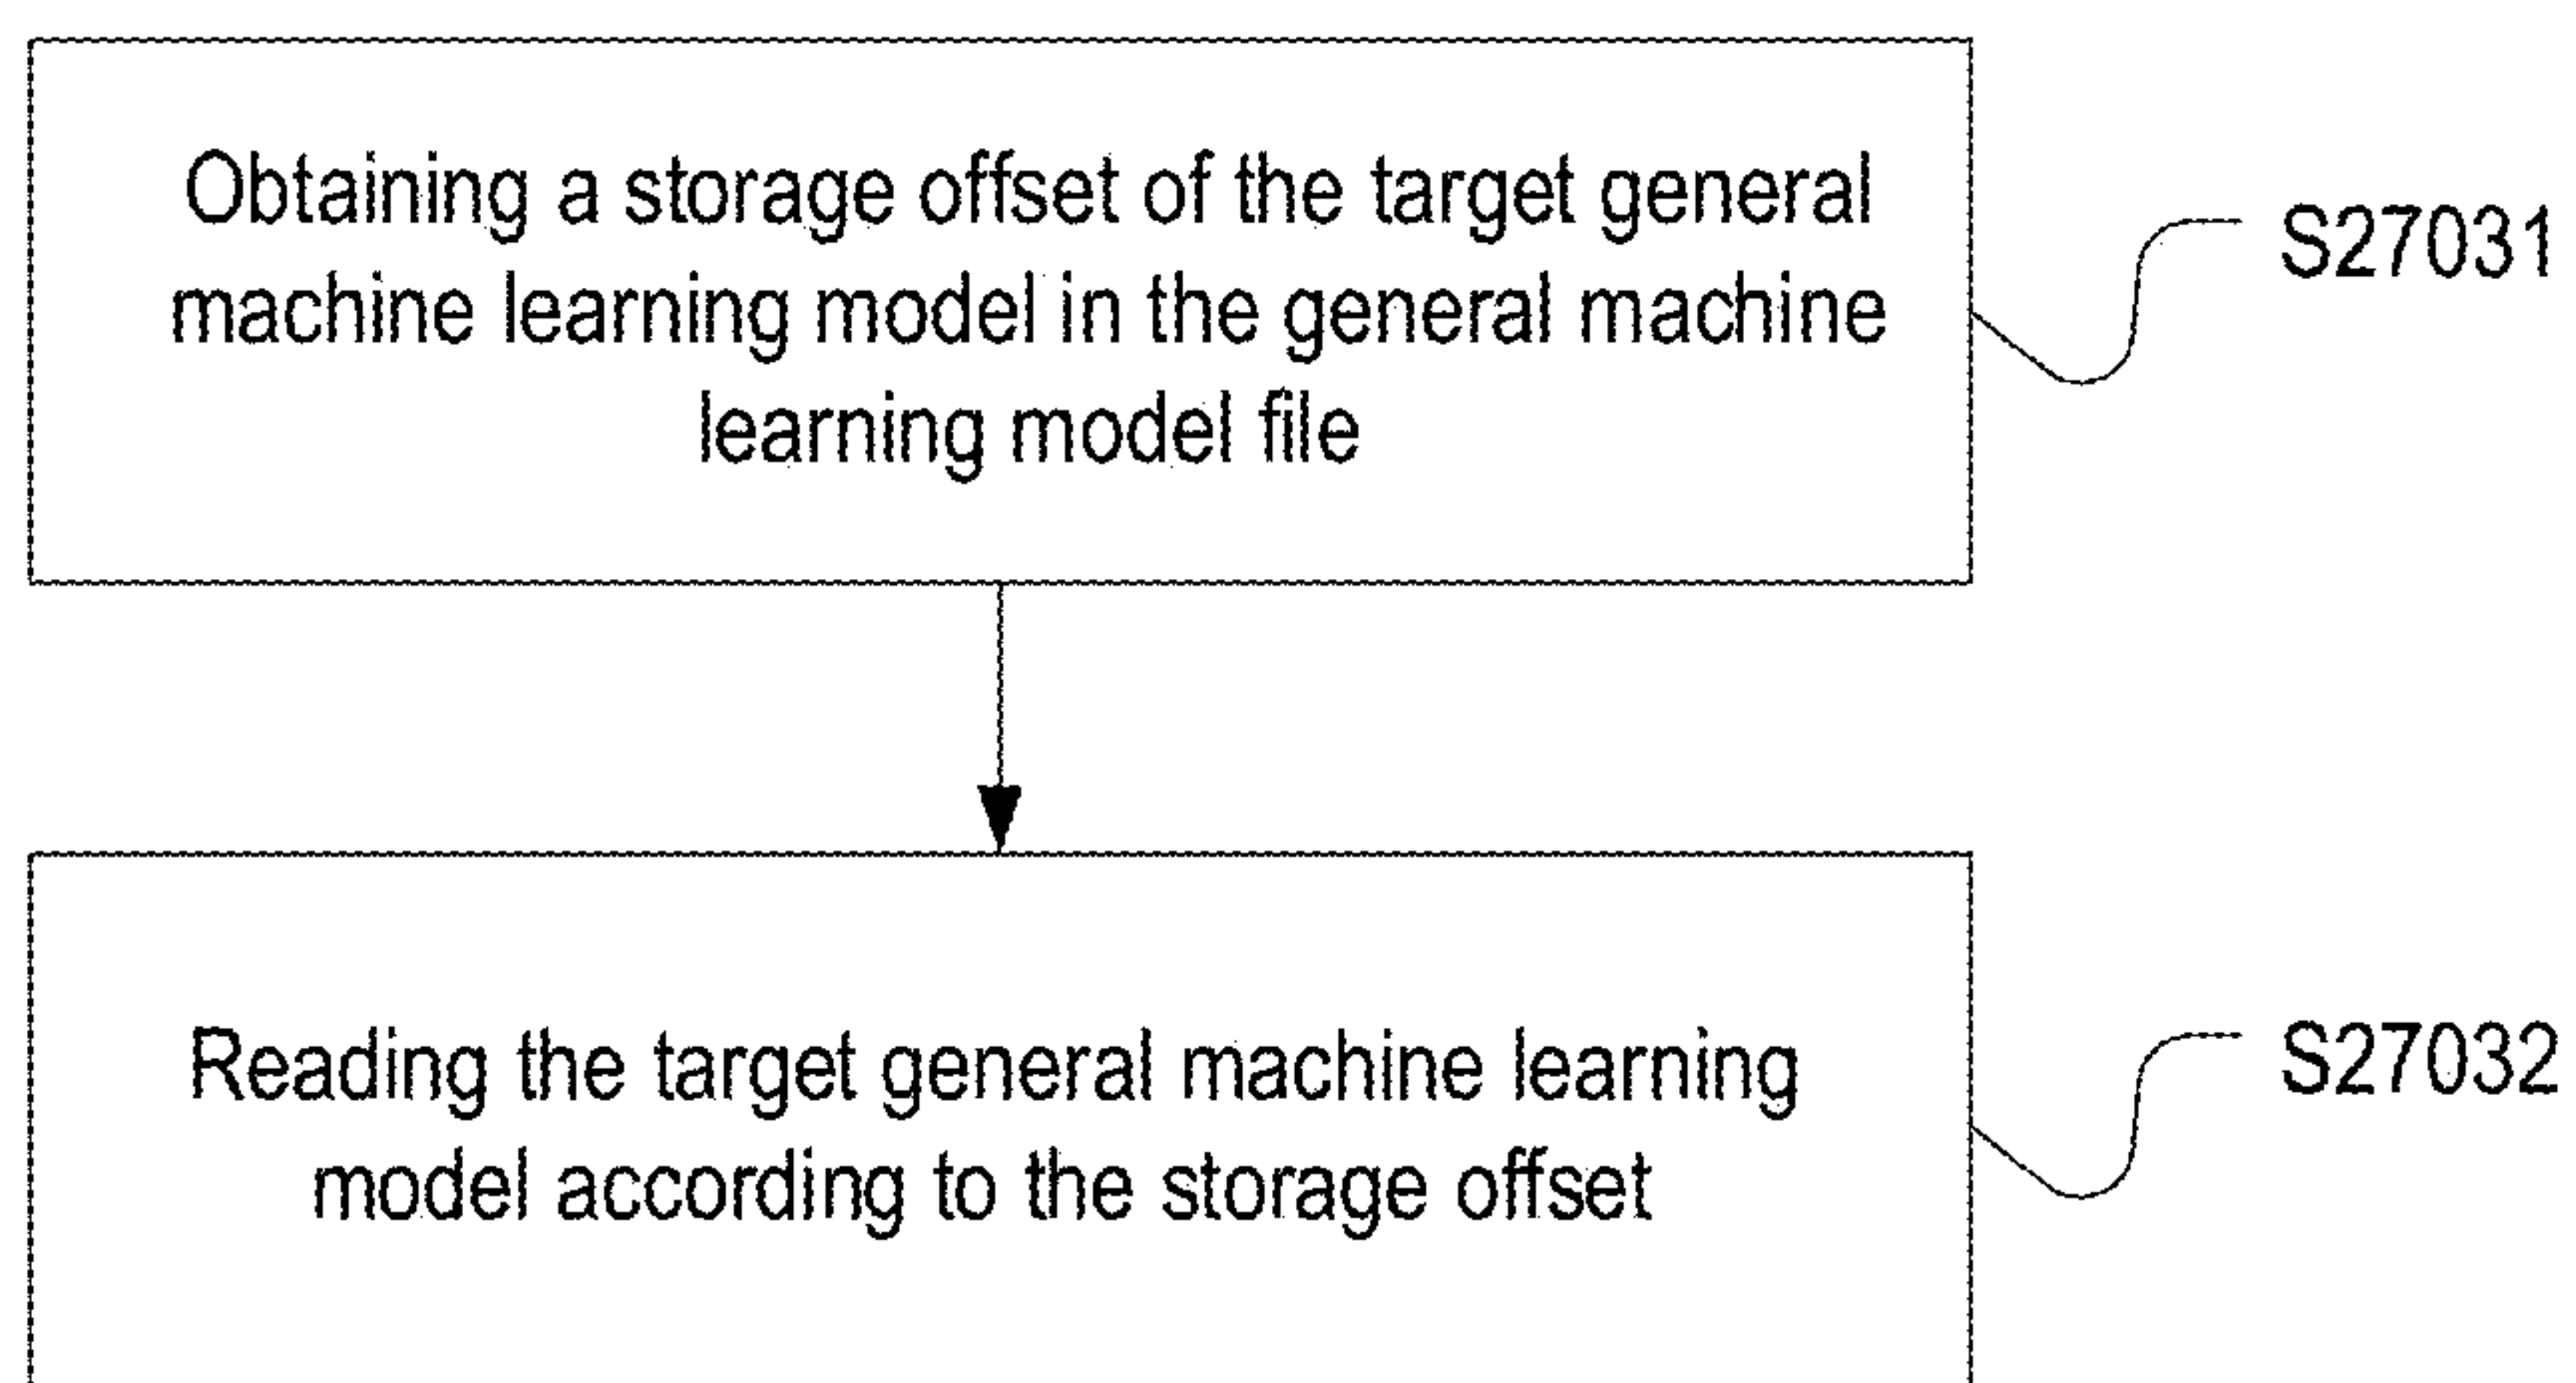 Obtaining a storage offset of the target general
machine learning model in the general machine
learning model file
S27031
Reading the target general machine learning
model according to the storage offset
S27032